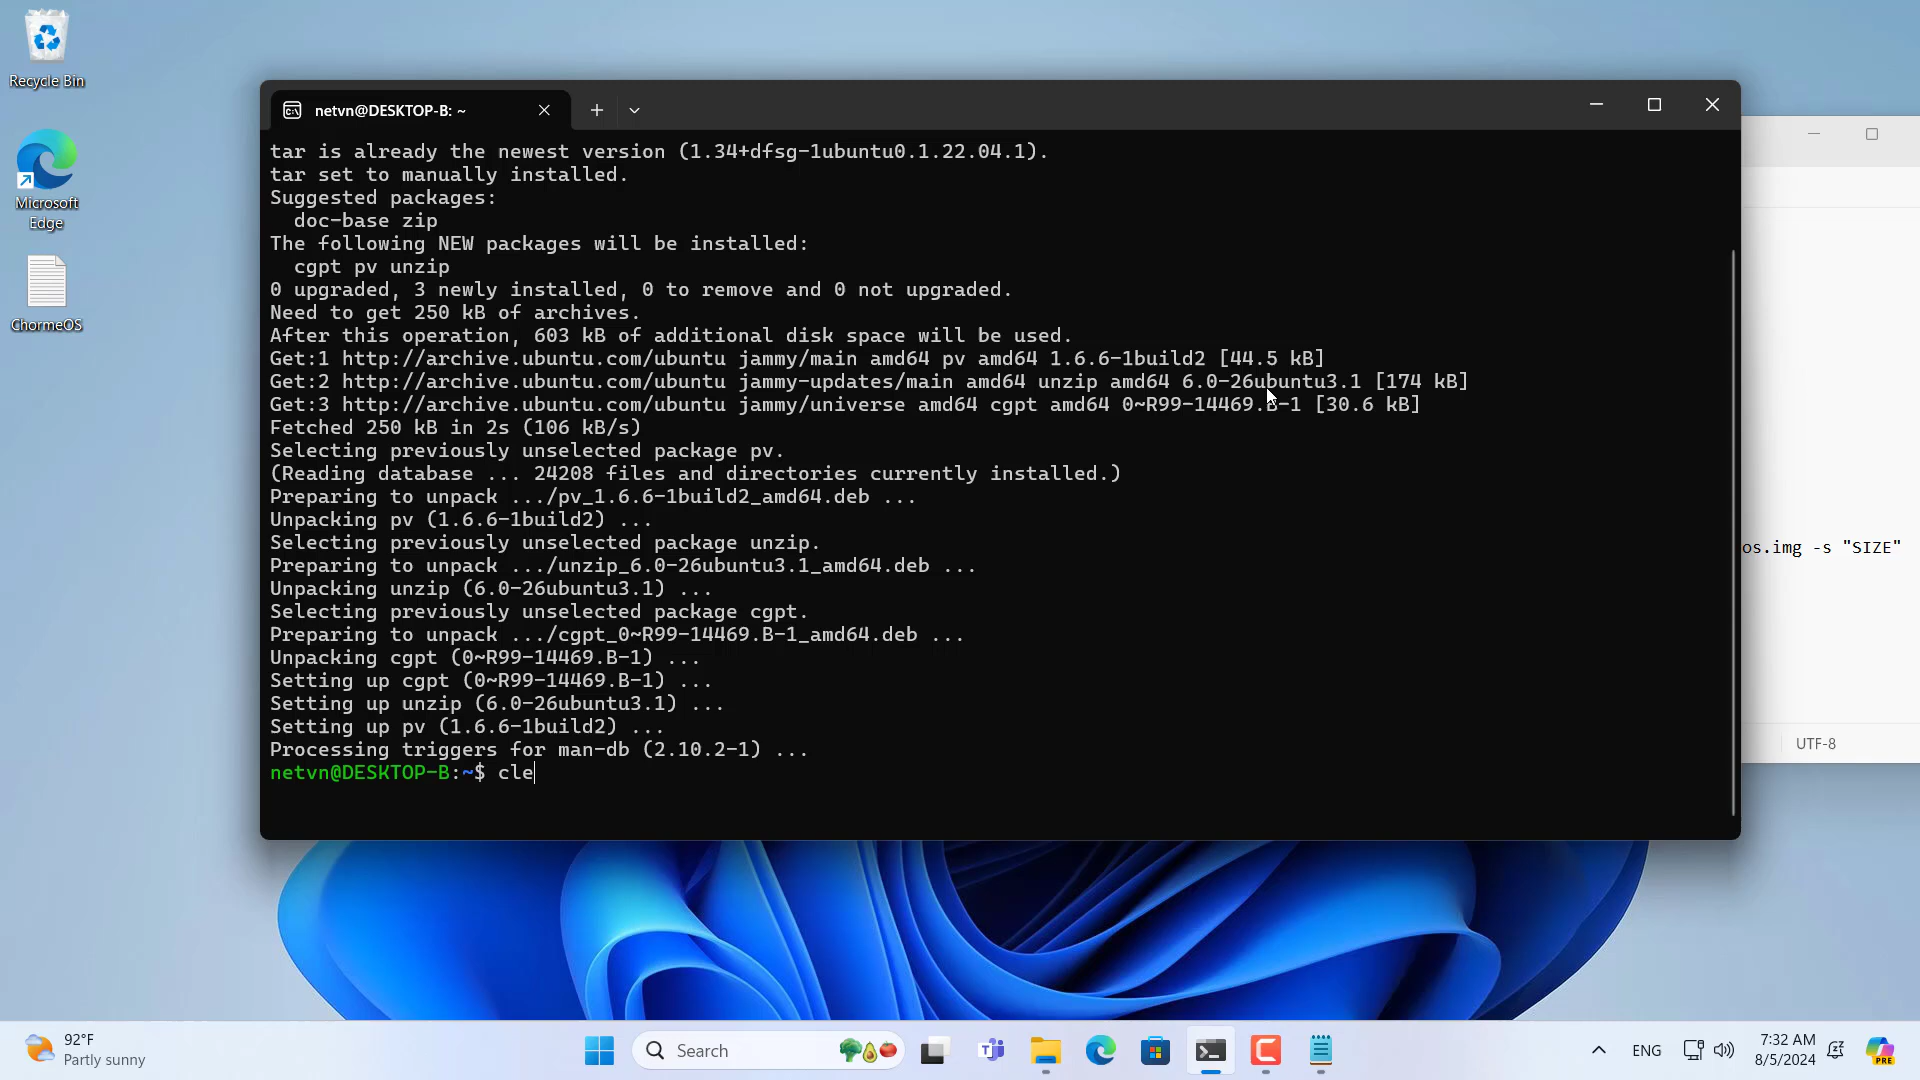 Recycle Bin
Microsoft
Edge
ChormeOS
netvn@DESKTOP-B: ~
tar is already the newest version (1.34+dfsg-1ubuntu0.1.22.04.1).
tar set to manually installed.
Suggested packages:
doc-base zip
The following NEW packages will be installed:
cgpt pv unzip
0 upgraded, 3 newly installed, 0 to remove and 0 not upgraded.
Need to get 250 kB of archives.
After this operation, 603 kB of additional disk space will be used.
Get:1 http://archive.ubuntu.com/ubuntu jammy/main amd64 pv amd64 1.6.6-1build2 [44.5 kB]
Get:2 http://archive.ubuntu.com/ubuntu jammy-updates/main amd64 unzip amd64 6.0-26ubuntu3.1 [174 kB]
Get:3 http://archive.ubuntu.com/ubuntu jammy/universe amd64 cgpt amd64 0~R99-14469.B-1 [30.6 kB]
Fetched 250 kB in 2s (106 kB/s)
Selecting previously unselected package pv.
(Reading database ... 24208 files and directories currently installed.)
Preparing to unpack .../pv_1.6.6-1build2_amd64.deb ...
Unpacking pv (1.6.6-1build2) ...
Selecting previously unselected package unzip.
Preparing to unpack .../unzip_6.0-26ubuntu3.1_amd64.deb ...
Unpacking unzip (6.0-26ubuntu3.1) ...
Selecting previously unselected package cgpt.
Preparing to unpack .../cgpt_0~R99-14469.B-1_amd64.deb ...
Unpacking cgpt (0~R99-14469.B-1) ...
Setting up cgpt (0~R99-14469.B-1) ...
Setting up unzip (6.0-26ubuntu3.1) ...
Setting up pv (1.6.6-1build2) ...
Processing triggers for man-db (2.10.2-1) ...
netvn@DESKTOP-B:~$ cle
os.img -s "SIZE"
UTF-8
92°F
Partly sunny
Search
ENG
7:32 AM
8/5/2024
PRE